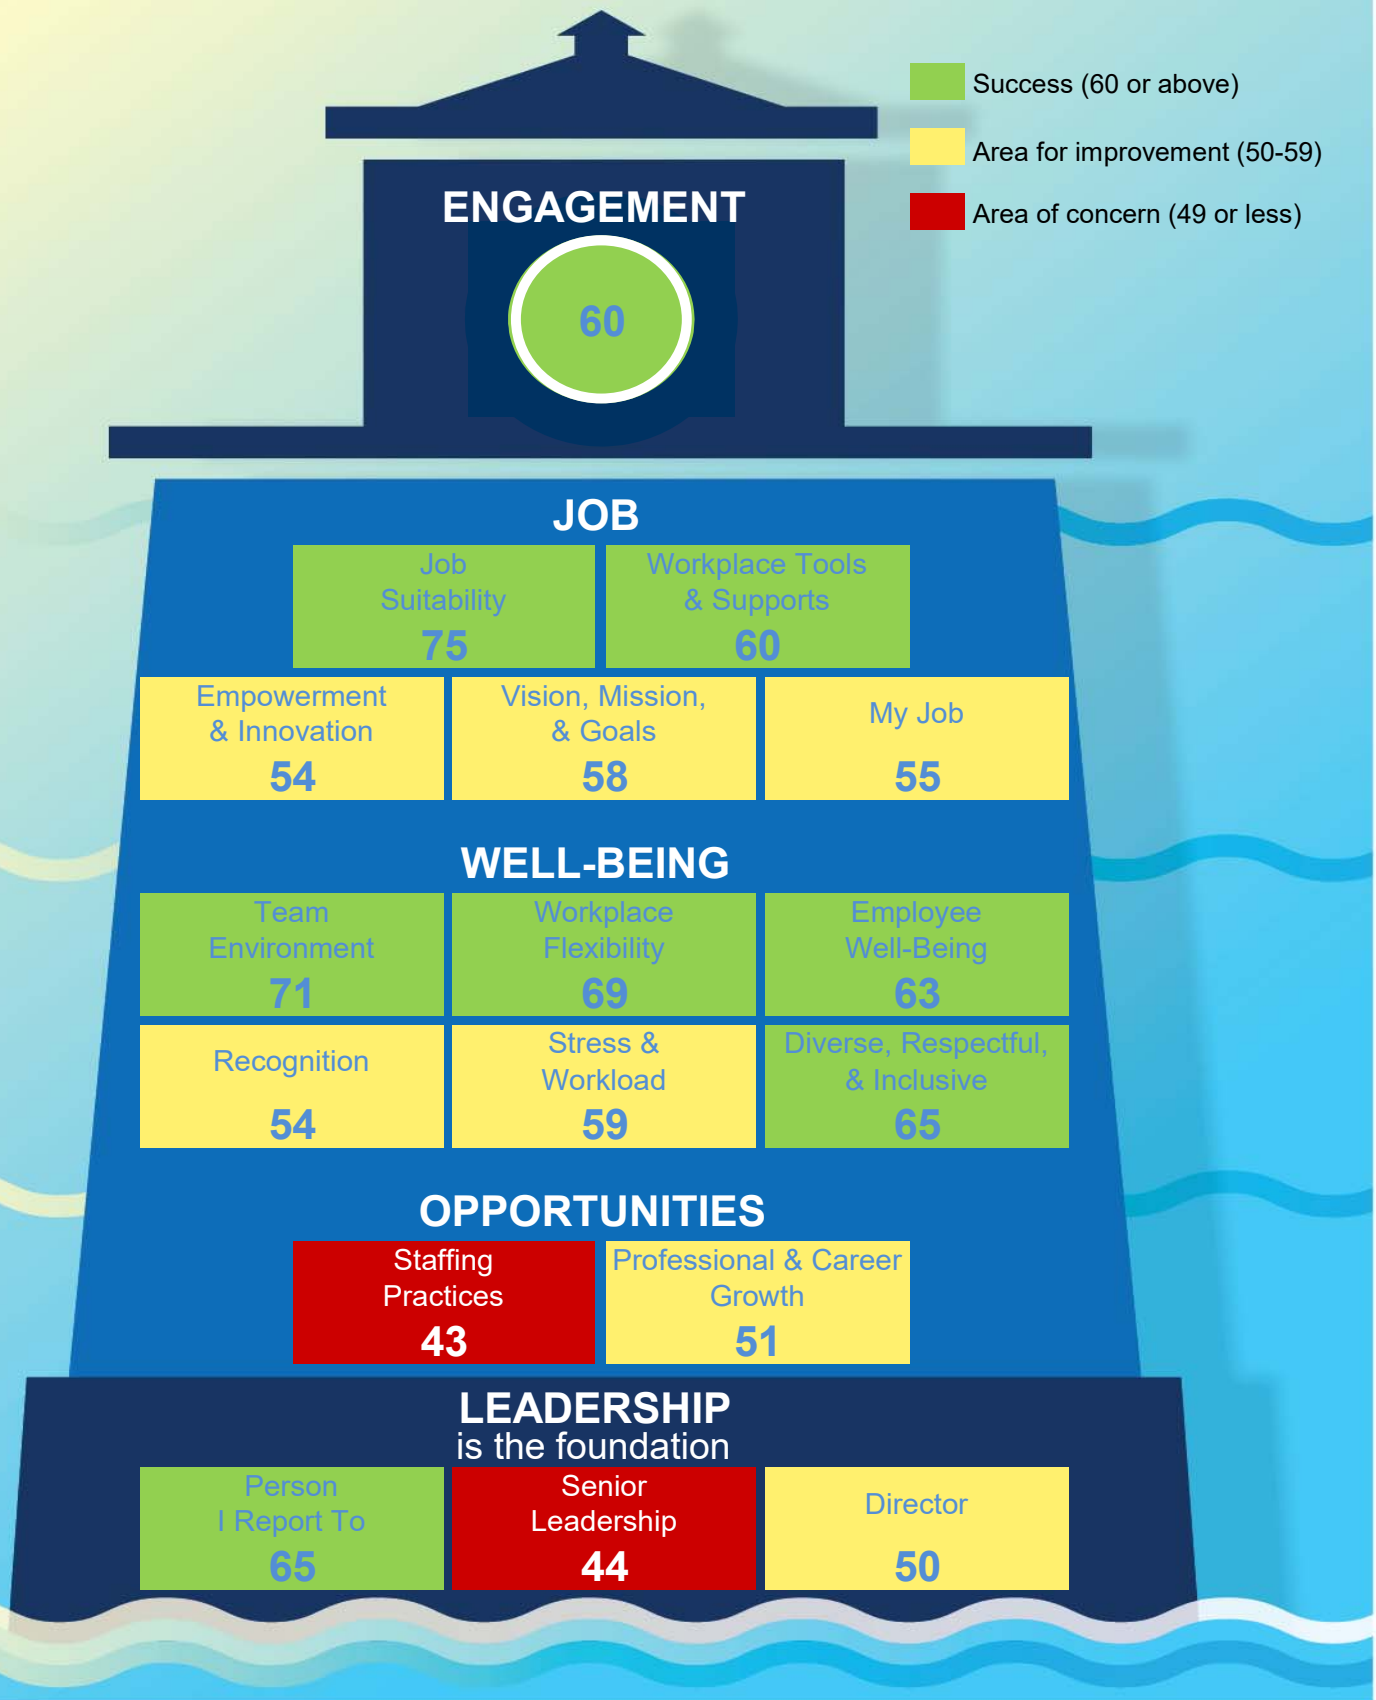 Success (60 or above)
Area for improvement (50-59)
Area of concern (49 or less)
ENGAGEMENT
60
JOB
Job
Suitability
75
Workplace Tools
& Supports
60
Empowerment
& Innovation
54
Vision, Mission,
& Goals
58
My Job
55
WELL-BEING
Team
Environment
71
Workplace
Flexibility
69
Employee
Well-Being
63
Recognition
54
Stress &
Workload
59
Diverse, Respectful,
& Inclusive
65
OPPORTUNITIES
Staffing
Practices
43
Professional & Career
Growth
51
LEADERSHIP
is the foundation
Person
I Report To
65
Senior
Leadership
44
Director
50